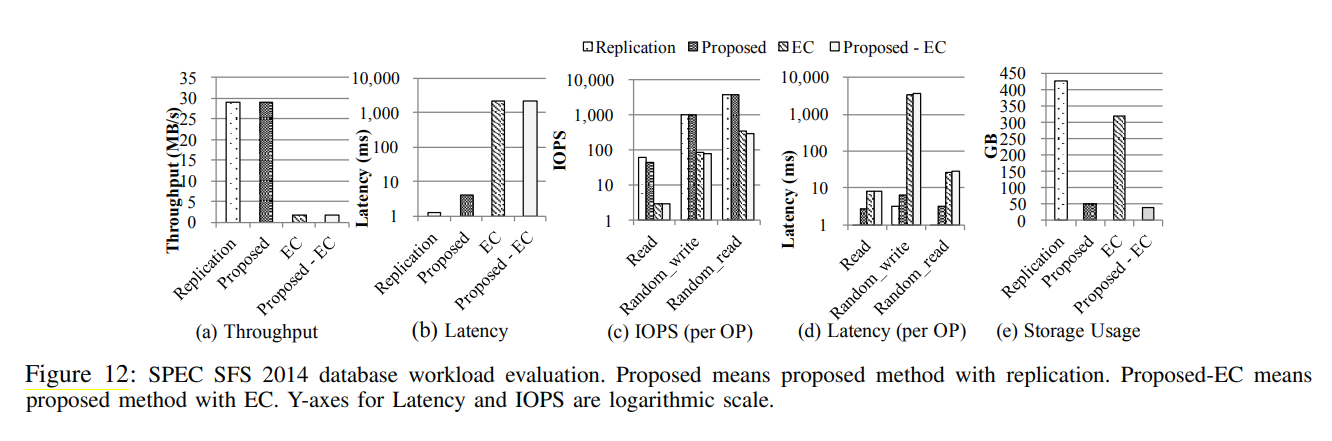 Replication Proposed EC Proposed - EC
Throughput (MB/s)
35
30
25
20
15
10
5
0
Replication
Proposed
EC
Proposed - EC
(a) Throughput
Latency (ms)
10,000
1,000
100
10
1
Replication
Proposed
EC
Proposed - EC
(b) Latency
IOPS
10,000
1,000
100
10
1
Read
Random_write
Random_read
(c) IOPS (per OP)
Latency (ms)
10,000
1,000
100
10
1
Read
Random_write
Random_read
(d) Latency (per OP)
GB
450
400
350
300
250
200
150
100
50
0
Replication
Proposed
EC
Proposed - EC
(e) Storage Usage
Figure 12: SPEC SFS 2014 database workload evaluation. Proposed means proposed method with replication. Proposed-EC means
proposed method with EC. Y-axes for Latency and IOPS are logarithmic scale.